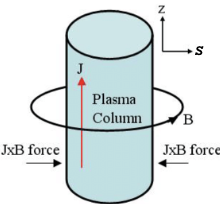 Z
S
J
Plasma
Column
B
JxB force
JxB force